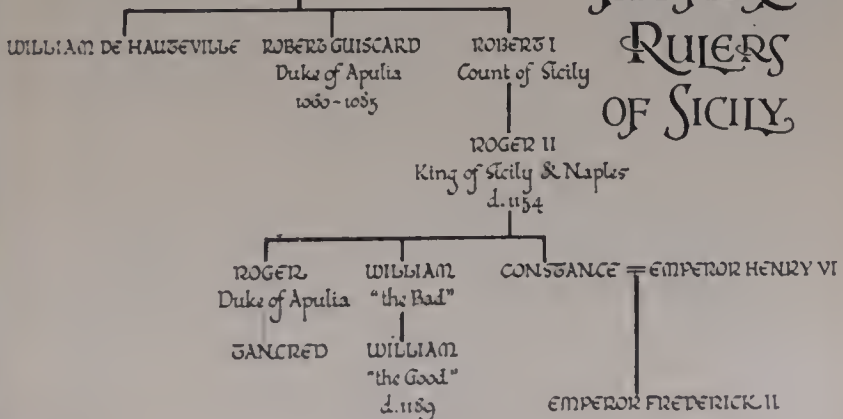 WILLIAM DE HAUTEVILLE ROBERT GUISCARD ROBERT I
Duke of Apulia Count of Sicily
1060-1085
RULERS
OF SICILY
ROGER II
King of Sicily & Naples
d. 1154
ROGER WILLIAM CONSTANCE = EMPEROR HENRY VI
Duke of Apulia "the Bad"
TANCRED WILLIAM
"the Good"
d. 1189
EMPEROR FREDERICK II